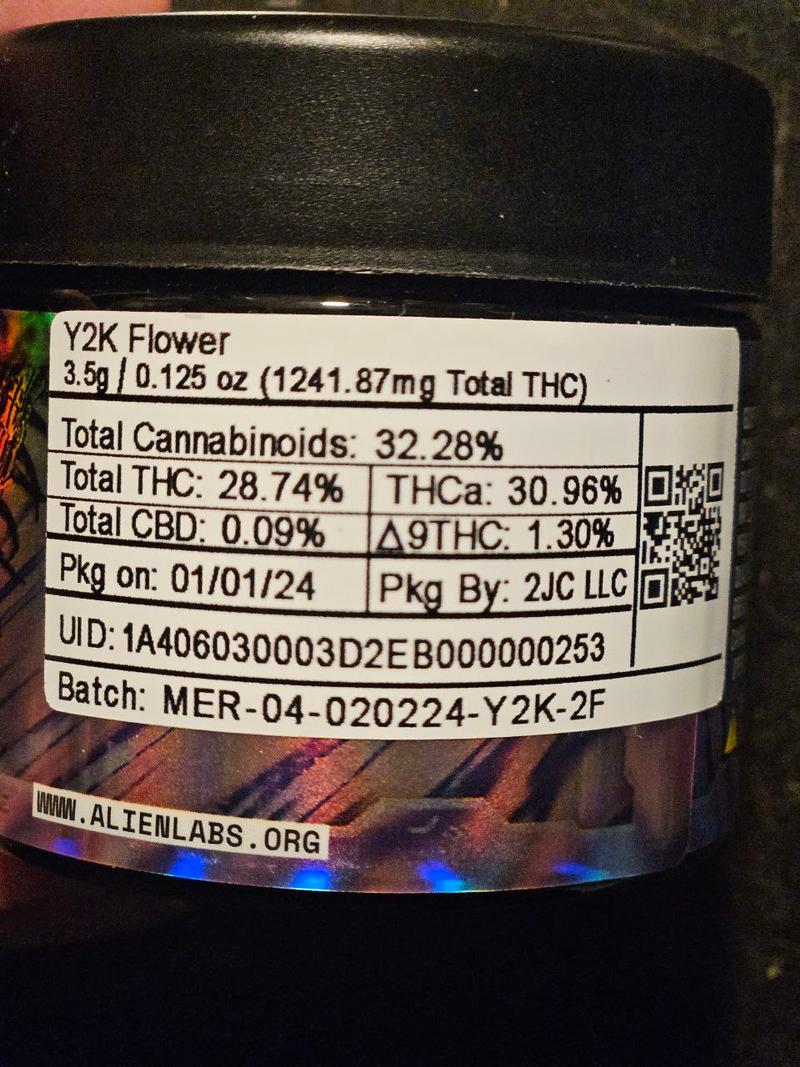 Y2K Flower
3.5g / 0.125 oz (1241.87mg Total THC)
Total Cannabinoids: 32.28%
Total THC: 28.74% THCa: 30.96%
Total CBD: 0.09% Δ9THC: 1.30%
Pkg on: 01/01/24 Pkg By: 2JC LLC
UID: 1A406030003D2EB000000253
Batch: MER-04-020224-Y2K-2F
WWW.ALIENLABS.ORG